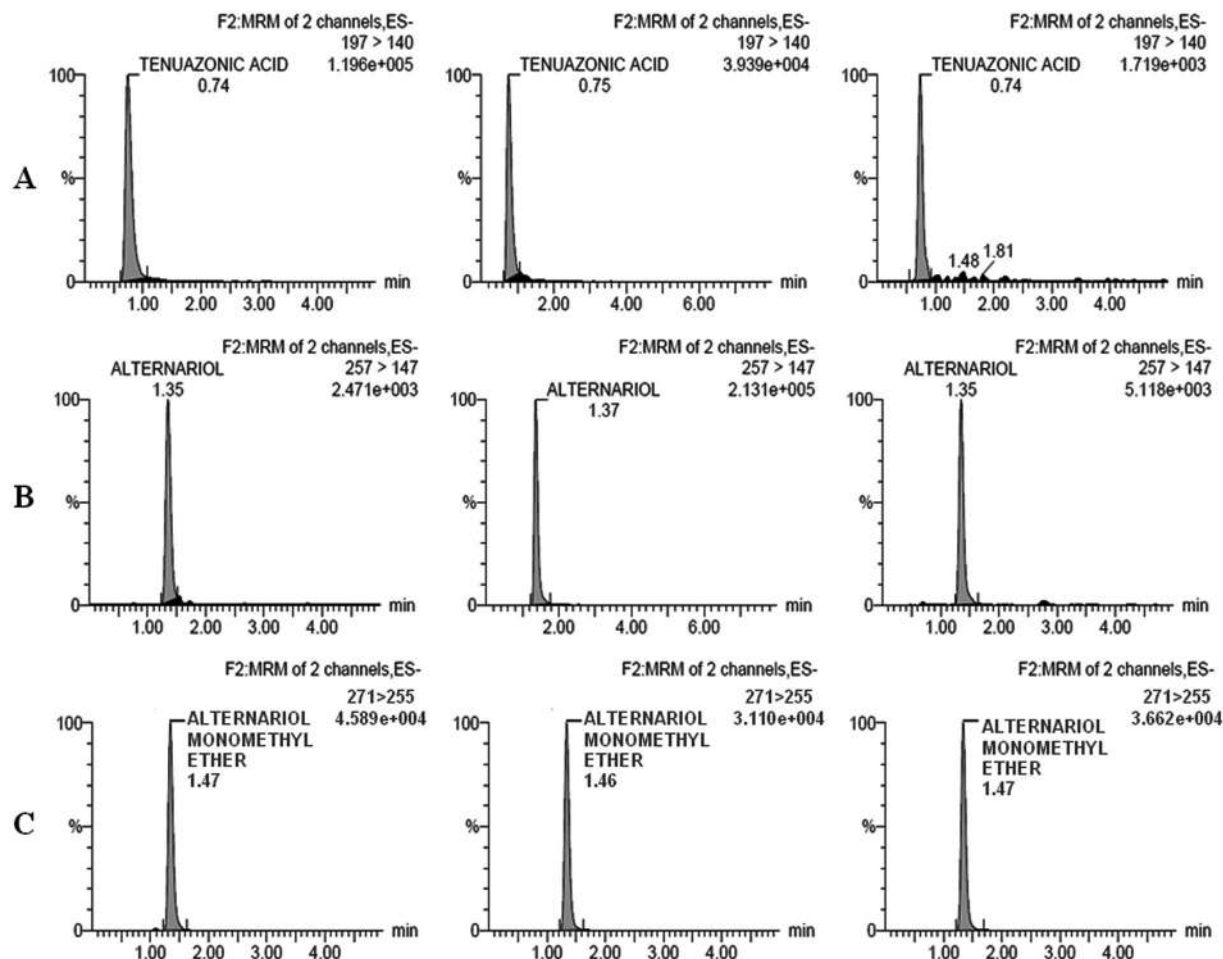 F2:MRM of 2 channels,ES-
197 > 140
1.196e+005
TENUAZONIC ACID
0.74
100
%
0
1.00 2.00 3.00 4.00 min
F2:MRM of 2 channels,ES-
197 > 140
3.939e+004
TENUAZONIC ACID
0.75
100
%
0
2.00 4.00 6.00 min
F2:MRM of 2 channels,ES-
197 > 140
1.719e+003
TENUAZONIC ACID
0.74
100
%
1.48
1.81
0
1.00 2.00 3.00 4.00 min
A
F2:MRM of 2 channels,ES-
257 > 147
2.471e+003
ALTERNARIOL
1.35
100
%
0
1.00 2.00 3.00 4.00 min
F2:MRM of 2 channels,ES-
257 > 147
2.131e+005
ALTERNARIOL
1.37
100
%
0
2.00 4.00 6.00 min
F2:MRM of 2 channels,ES-
257 > 147
5.118e+003
ALTERNARIOL
1.35
100
%
0
1.00 2.00 3.00 4.00 min
B
F2:MRM of 2 channels,ES-
271>255
4.589e+004
ALTERNARIOL
MONOMETHYL
ETHER
1.47
100
%
0
1.00 2.00 3.00 4.00 min
F2:MRM of 2 channels,ES-
271>255
3.110e+004
ALTERNARIOL
MONOMETHYL
ETHER
1.46
100
%
0
1.00 2.00 3.00 4.00 min
F2:MRM of 2 channels,ES-
271>255
3.662e+004
ALTERNARIOL
MONOMETHYL
ETHER
1.47
100
%
0
1.00 2.00 3.00 4.00 min
C